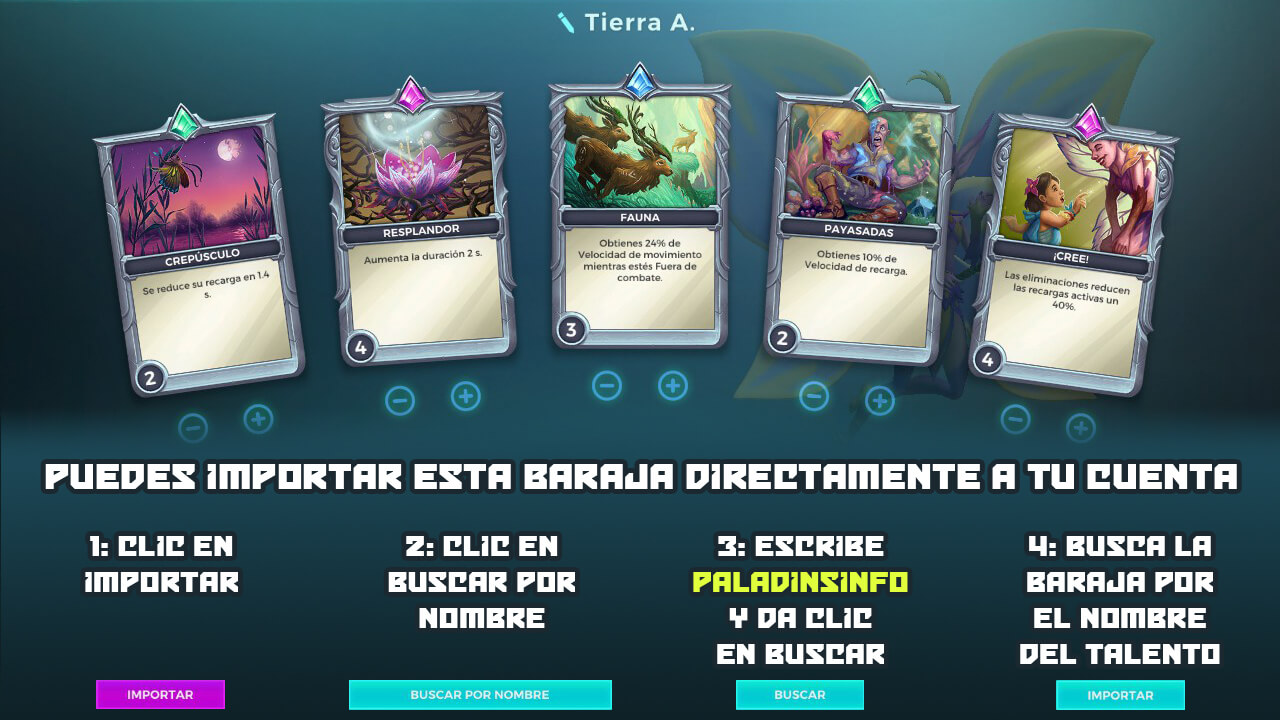 Tierra A.
CREPÚSCULO
Se reduce su recarga en 1.4
s.
2
RESPLANDOR
Aumenta la duración 2 s.
4
FAUNA
Obtienes 24% de
Velocidad de movimiento
mientras estés Fuera de
combate.
3
PAYASADAS
Obtienes 10% de
Velocidad de recarga.
2
¡CREE!
Las eliminaciones reducen
las recargas activas un
40%.
4
PUEDES IMPORTAR ESTA BARAJA DIRECTAMENTE A TU CUENTA
1: CLIC EN
IMPORTAR
IMPORTAR
2: CLIC EN
BUSCAR POR
NOMBRE
BUSCAR POR NOMBRE
3: ESCRIBE
PALADINSINFO
Y DA CLIC
EN BUSCAR
BUSCAR
4: BUSCA LA
BARAJA POR
EL NOMBRE
DEL TALENTO
IMPORTAR